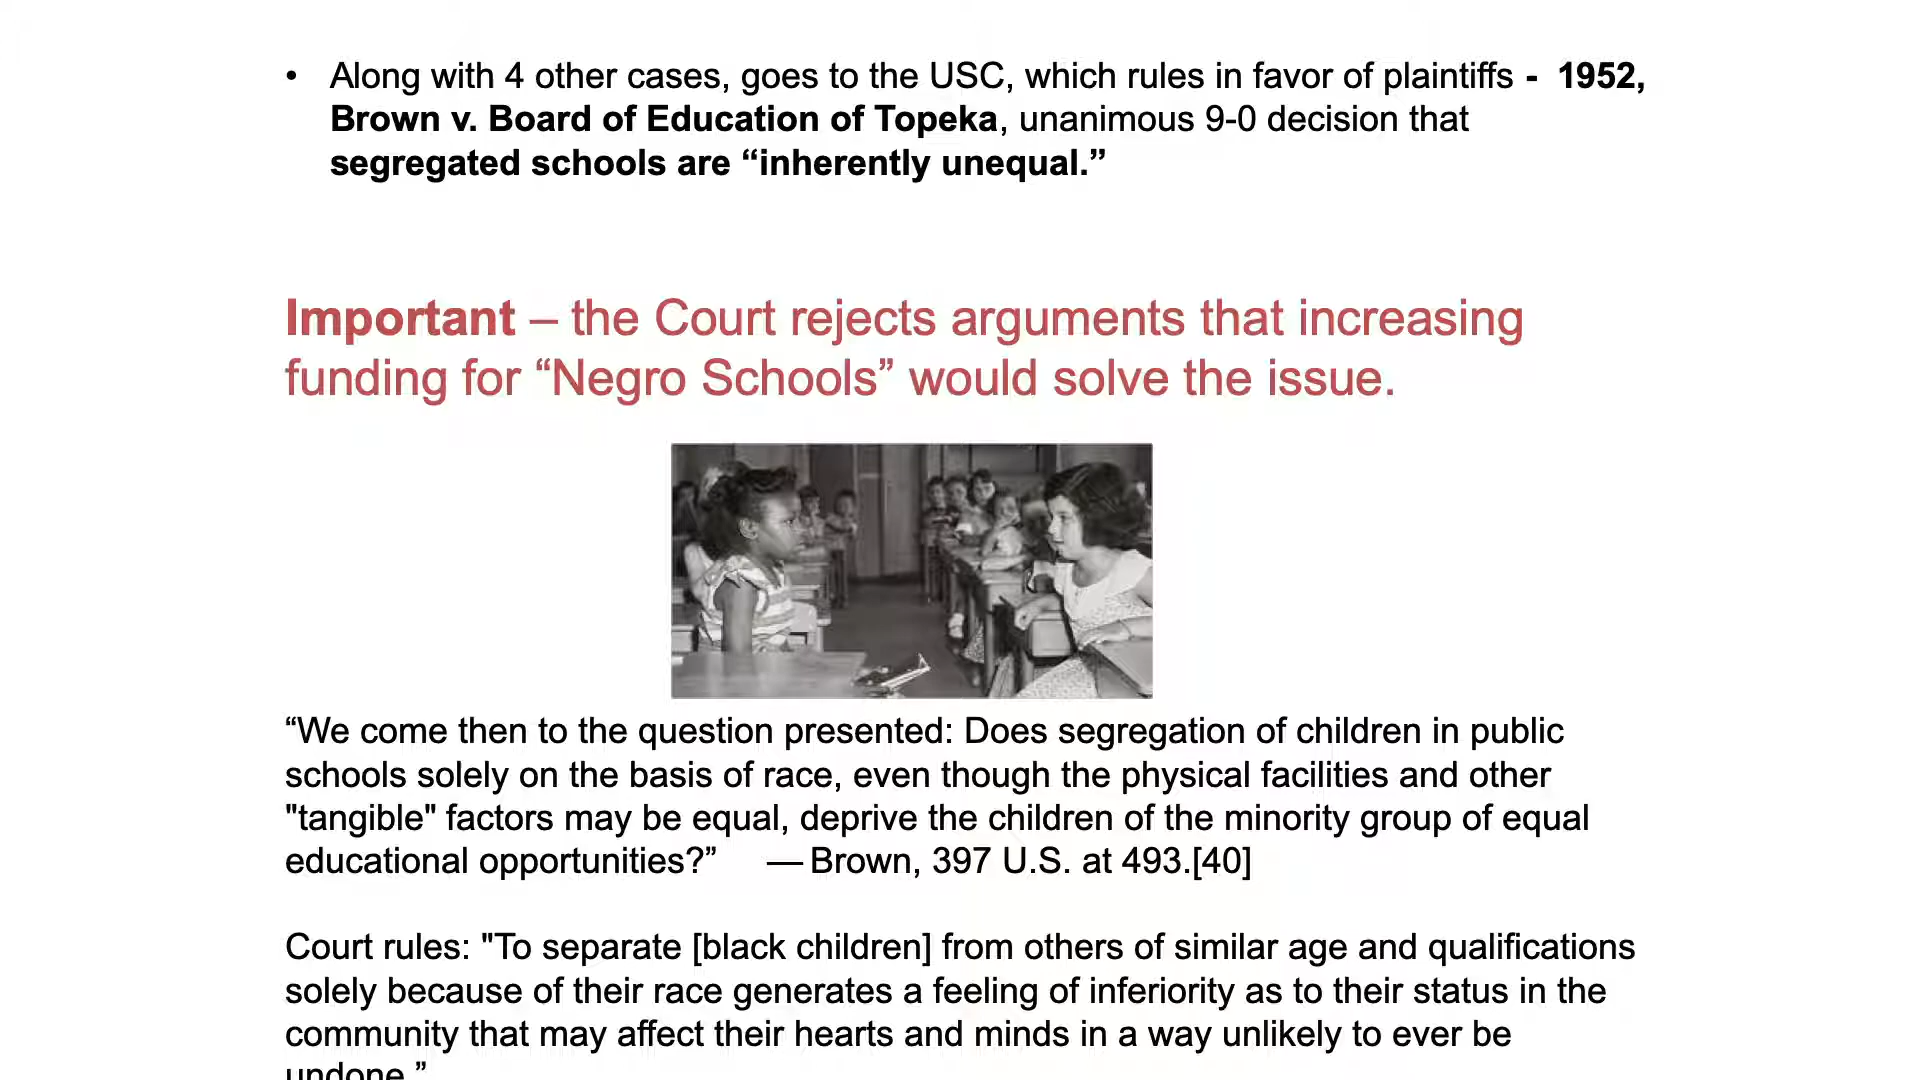 • Along with 4 other cases, goes to the USC, which rules in favor of plaintiffs - 1952,
Brown v. Board of Education of Topeka, unanimous 9-0 decision that
segregated schools are “inherently unequal.”
Important – the Court rejects arguments that increasing
funding for “Negro Schools” would solve the issue.
“We come then to the question presented: Does segregation of children in public
schools solely on the basis of race, even though the physical facilities and other
"tangible" factors may be equal, deprive the children of the minority group of equal
educational opportunities?” — Brown, 397 U.S. at 493.[40]
Court rules: "To separate [black children] from others of similar age and qualifications
solely because of their race generates a feeling of inferiority as to their status in the
community that may affect their hearts and minds in a way unlikely to ever be
undone.”